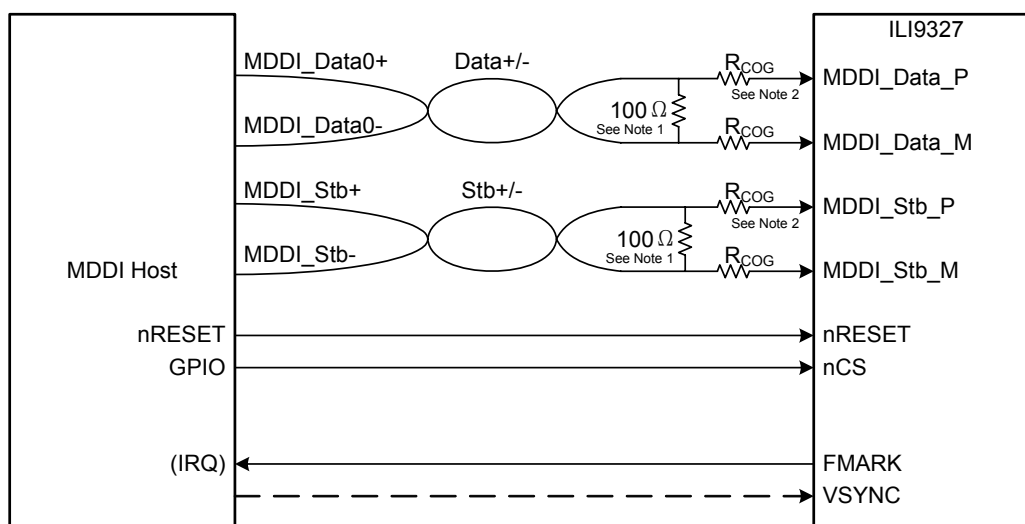 ILI9327
MDDI_Data0+
Data+/-
RCOG
MDDI_Data_P
See Note 2
100 Ω
See Note 1
MDDI_Data0-
RCOG
MDDI_Data_M
MDDI_Stb+
Stb+/-
RCOG
MDDI_Stb_P
See Note 2
100 Ω
See Note 1
MDDI_Stb-
RCOG
MDDI_Stb_M
MDDI Host
nRESET
nRESET
GPIO
nCS
(IRQ)
FMARK
VSYNC